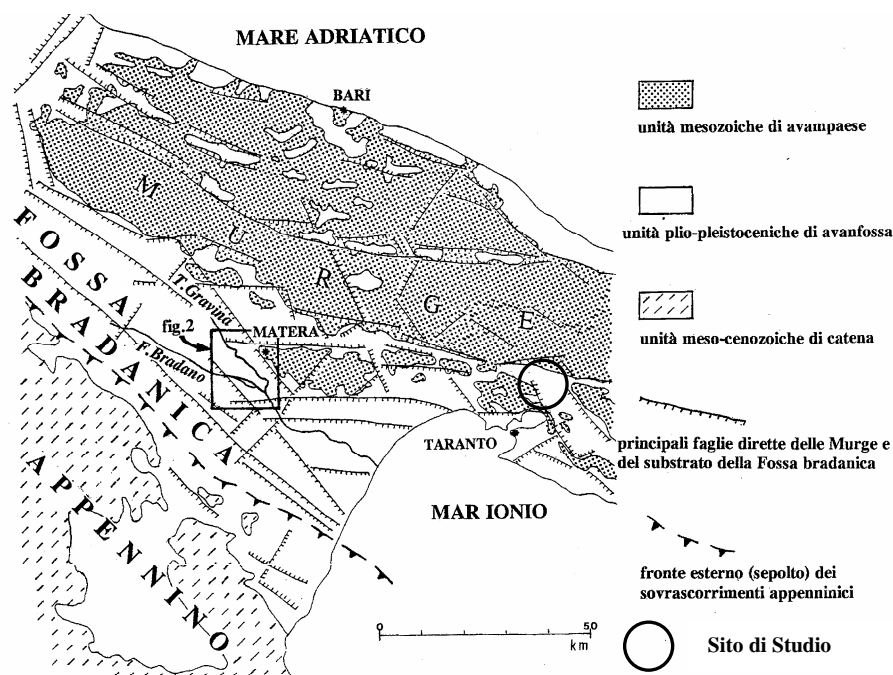 MARE ADRIATICO
BARI
MURGE
FOSSA BRADANICA
T.Gravina
fig.2
MATERA
F.Bradano
APPENNINO
TARANTO
MAR IONIO
0 50
km
unità mesozoiche di avampaese
unità plio-pleistoceniche di avanfossa
unità meso-cenozoiche di catena
principali faglie dirette delle Murge e
del substrato della Fossa bradanica
fronte esterno (sepolto) dei
sovrascorrimenti appenninici
Sito di Studio